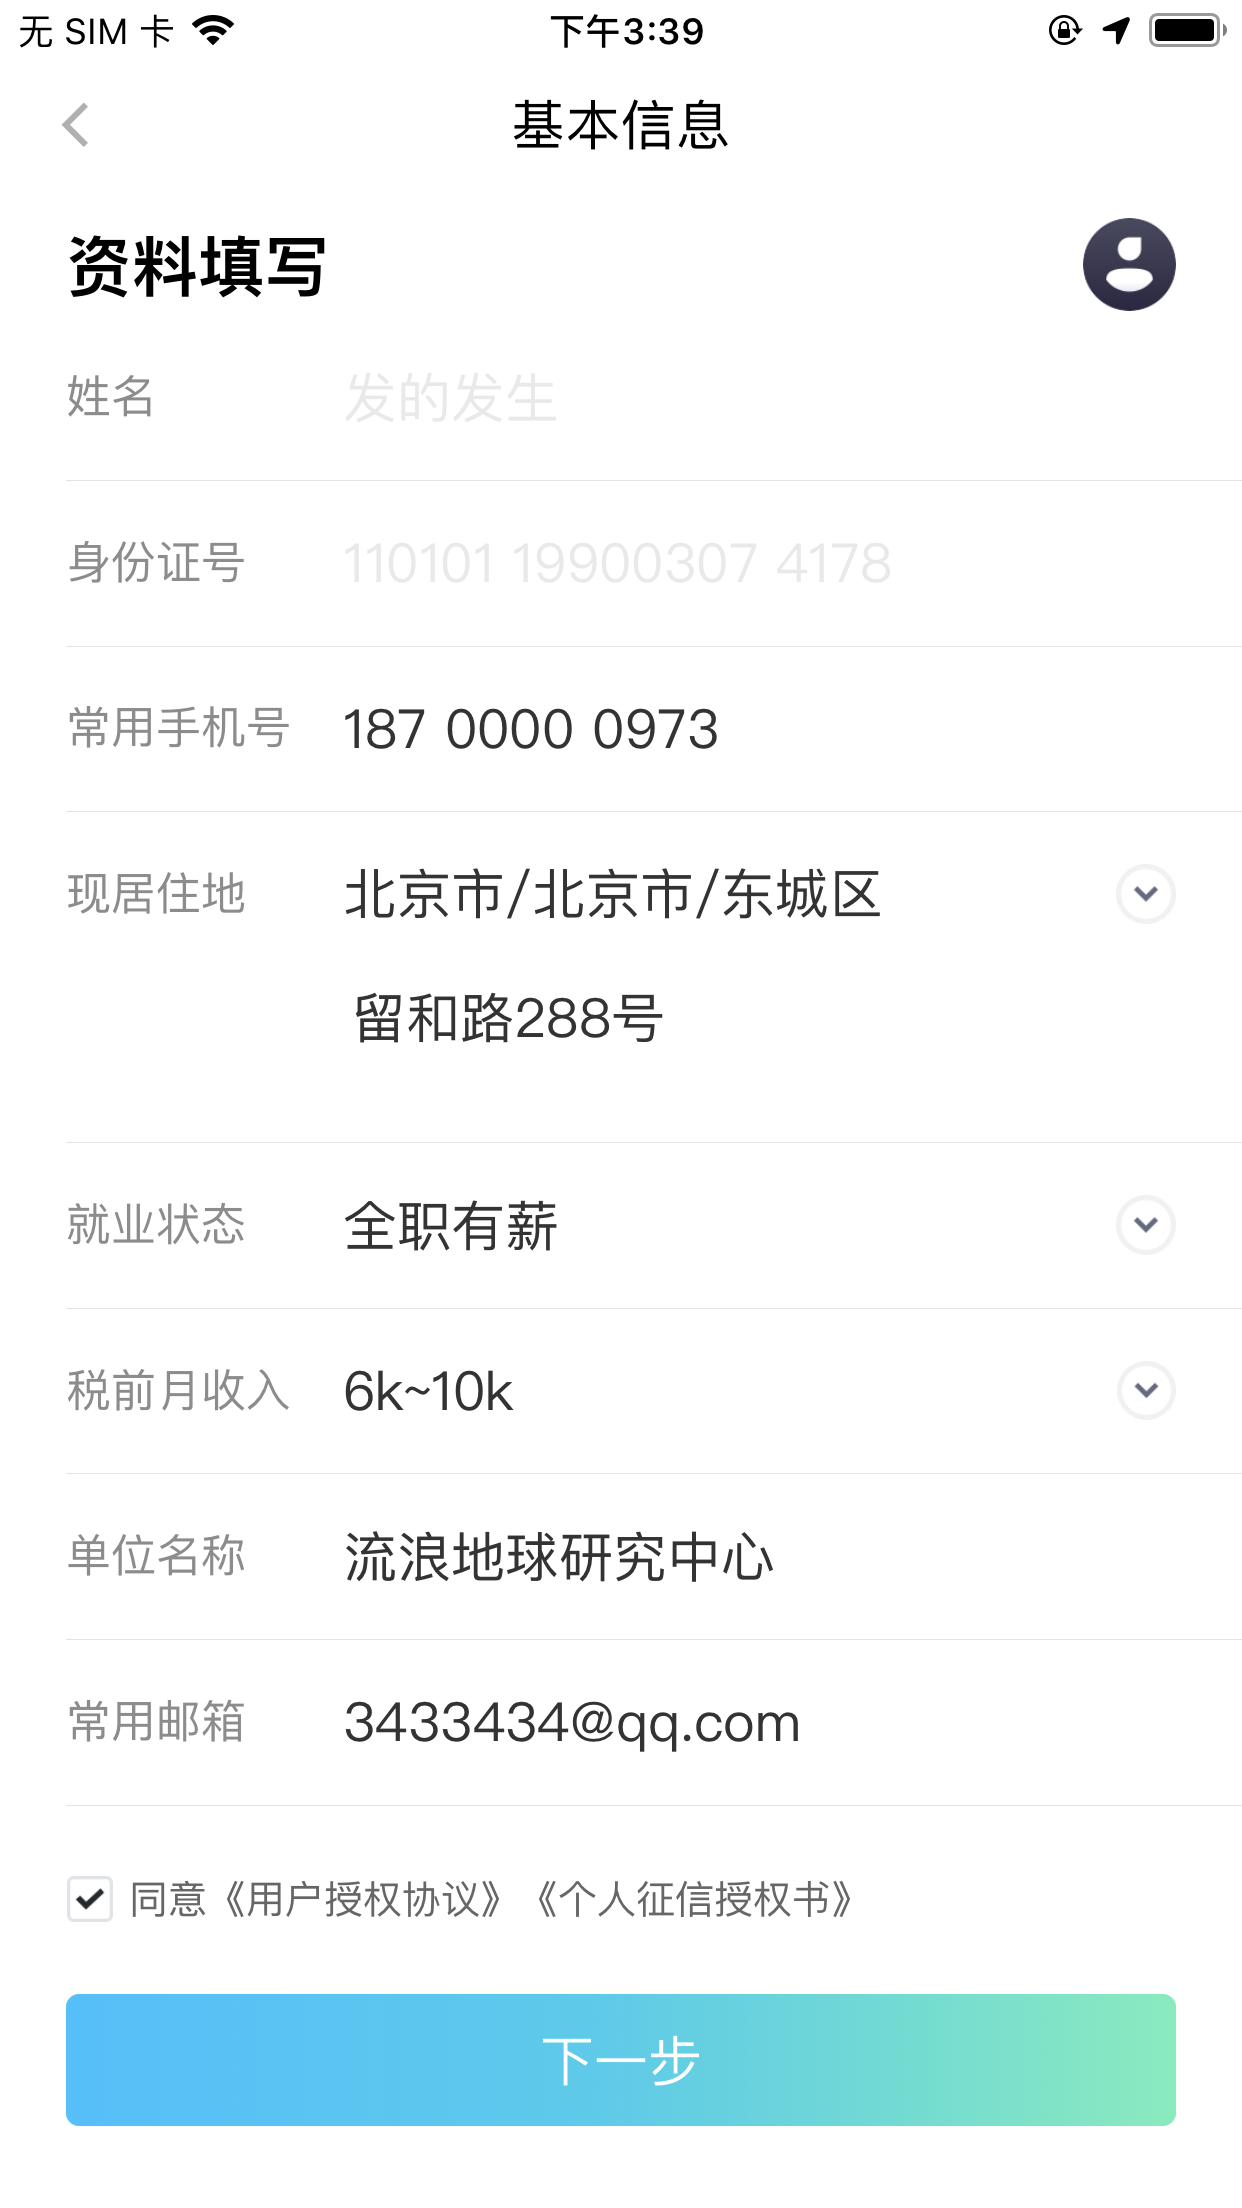 无 SIM 卡 下午3:39
基本信息
资料填写
姓名 发的发生
身份证号 110101 19900307 4178
常用手机号 187 0000 0973
现居住地 北京市/北京市/东城区
留和路288号
就业状态 全职有薪
税前月收入 6k~10k
单位名称 流浪地球研究中心
常用邮箱 3433434@qq.com
同意《用户授权协议》《个人征信授权书》
下一步